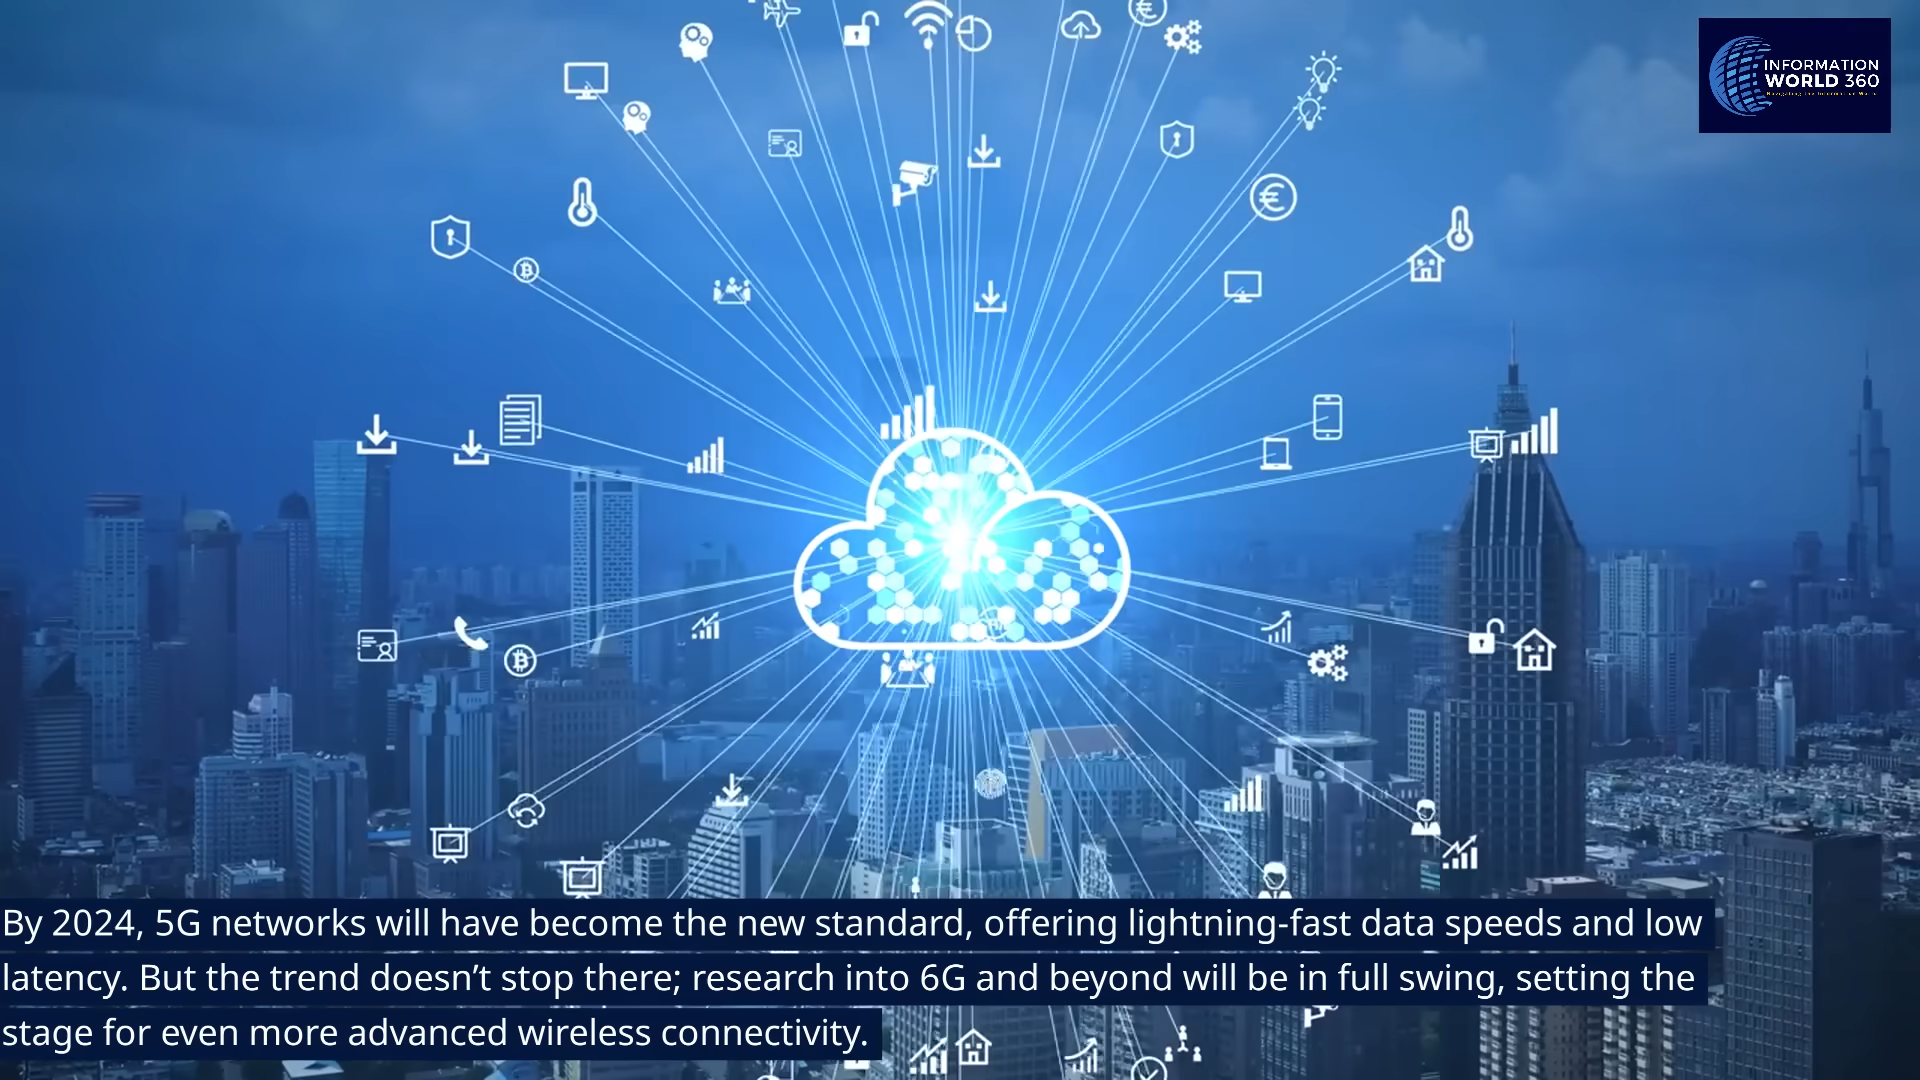 INFORMATION
WORLD 360
By 2024, 5G networks will have become the new standard, offering lightning-fast data speeds and low
latency. But the trend doesn’t stop there; research into 6G and beyond will be in full swing, setting the
stage for even more advanced wireless connectivity.